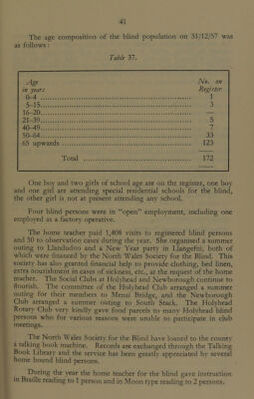 41
The age composition of the blind population on 31/12/57 was
as follows:
Table 37.
Age
in years
No. on
Register
0-4 ... 1
5-15 ... 3
16-20 ... —
21-39 ... 5
40-49 ... 7
50-64 ... 33
65 upwards ... 123
Total ... 172
One boy and two girls of school age are on the register, one boy
and one girl are attending special residential schools for the blind,
the other girl is not at present attending any school.
Four blind persons were in "open" employment, including one
employed as a factory operative.
The home teacher paid 1,408 visits to registered blind persons
and 50 to observation cases during the year. She organised a summer
outing to Llandudno and a New Year party in Llangefni, both of
which were financed by the North Wales Society for the Blind. This
society has also granted financial help to provide clothing, bed linen,
extra nourishment in cases of sickness, etc., at the request of the home
teacher. The Social Clubs at Holyhead and Newborough continue to
flourish. The committee of the Holyhead Club arranged a summer
outing for their members to Menai Bridge, and the Newborough
Club arranged a summer outing to South Stack. The Holyhead
Rotary Club very kindly gave food parcels to many Holyhead blind
persons who for various reasons were unable to participate in club
meetings.
The North Wales Society for the Blind have loaned to the county
a talking book machine. Records are exchanged through the Talking
Book Library and the service has been greatly appreciated by several
home bound blind persons.
During the year the home teacher for the blind gave instruction
in Braille reading to 1 person and in Moon type reading to 2 persons.